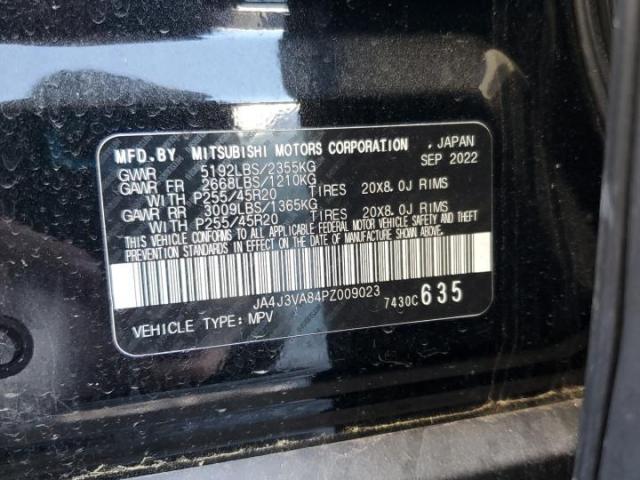 MFD.BY MITSUBISHI MOTORS CORPORATION . JAPAN
GVWR 5192LBS/2355KG SEP 2022
GAWR FR 2668LBS/1210KG
WITH P255/45R20 TIRES 20X8.0J RIMS
GAWR RR 3009LBS/1365KG
WITH P255/45R20 TIRES 20X8.0J RIMS
THIS VEHICLE CONFORMS TO ALL APPLICABLE FEDERAL MOTOR VEHICLE SAFETY AND THEFT
PREVENTION STANDARDS IN EFFECT ON THE DATE OF MANUFACTURE SHOWN ABOVE.
JA4J3VA84PZ009023 7430C 635
VEHICLE TYPE: MPV